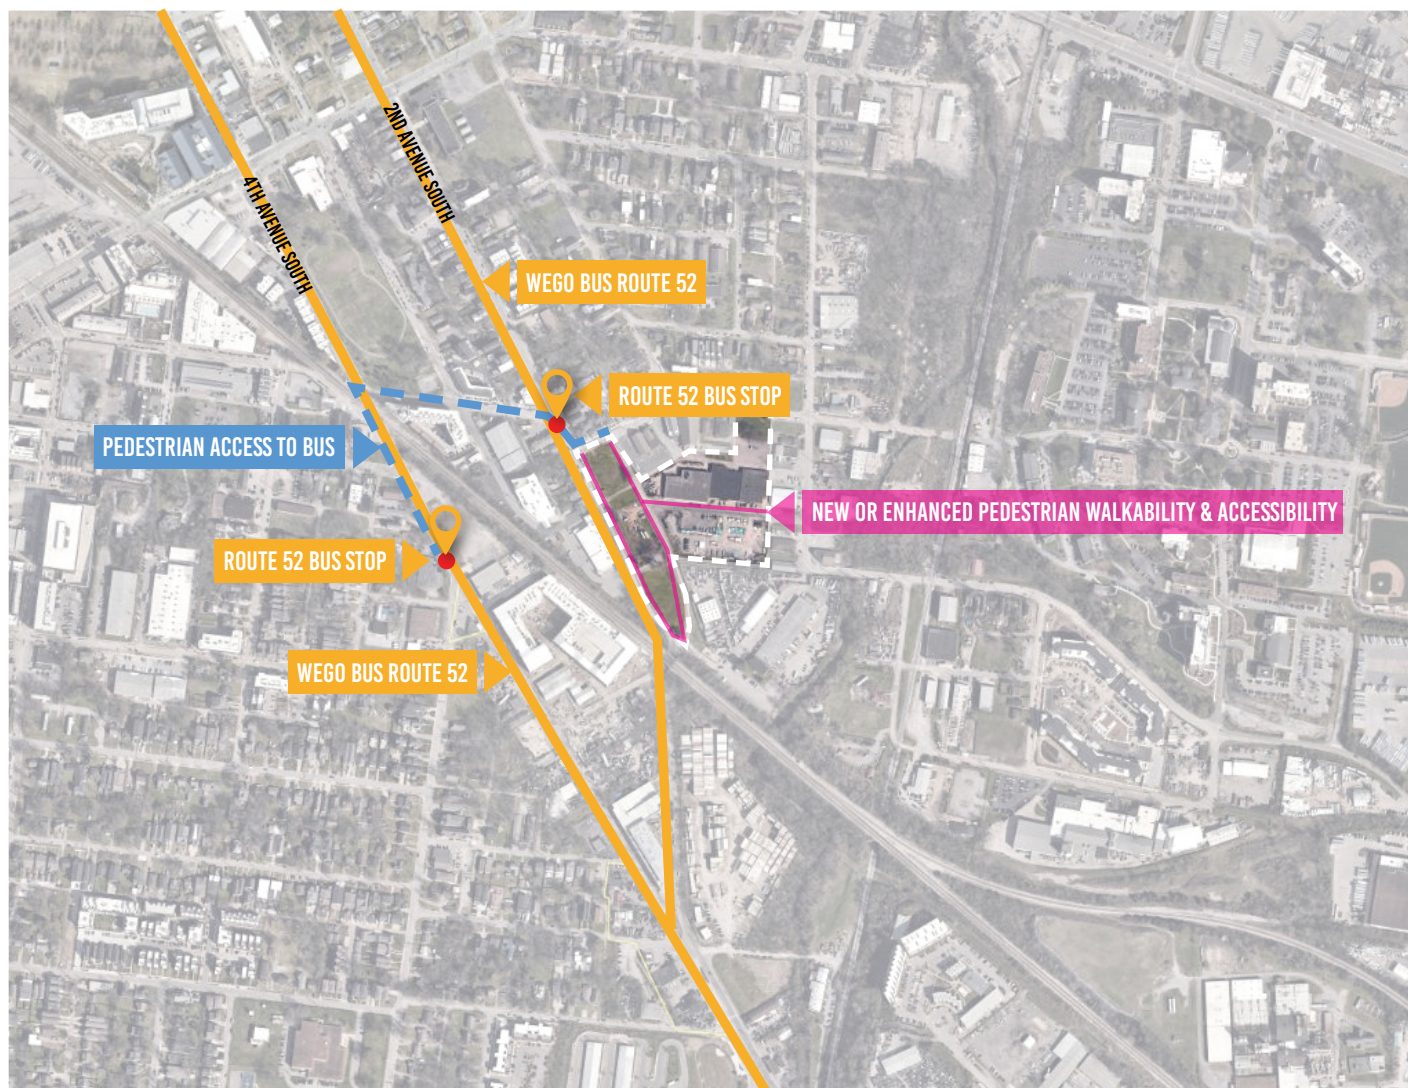 2ND AVENUE SOUTH
4TH AVENUE SOUTH
WEGO BUS ROUTE 52
ROUTE 52 BUS STOP
PEDESTRIAN ACCESS TO BUS
NEW OR ENHANCED PEDESTRIAN WALKABILITY & ACCESSIBILITY
ROUTE 52 BUS STOP
WEGO BUS ROUTE 52